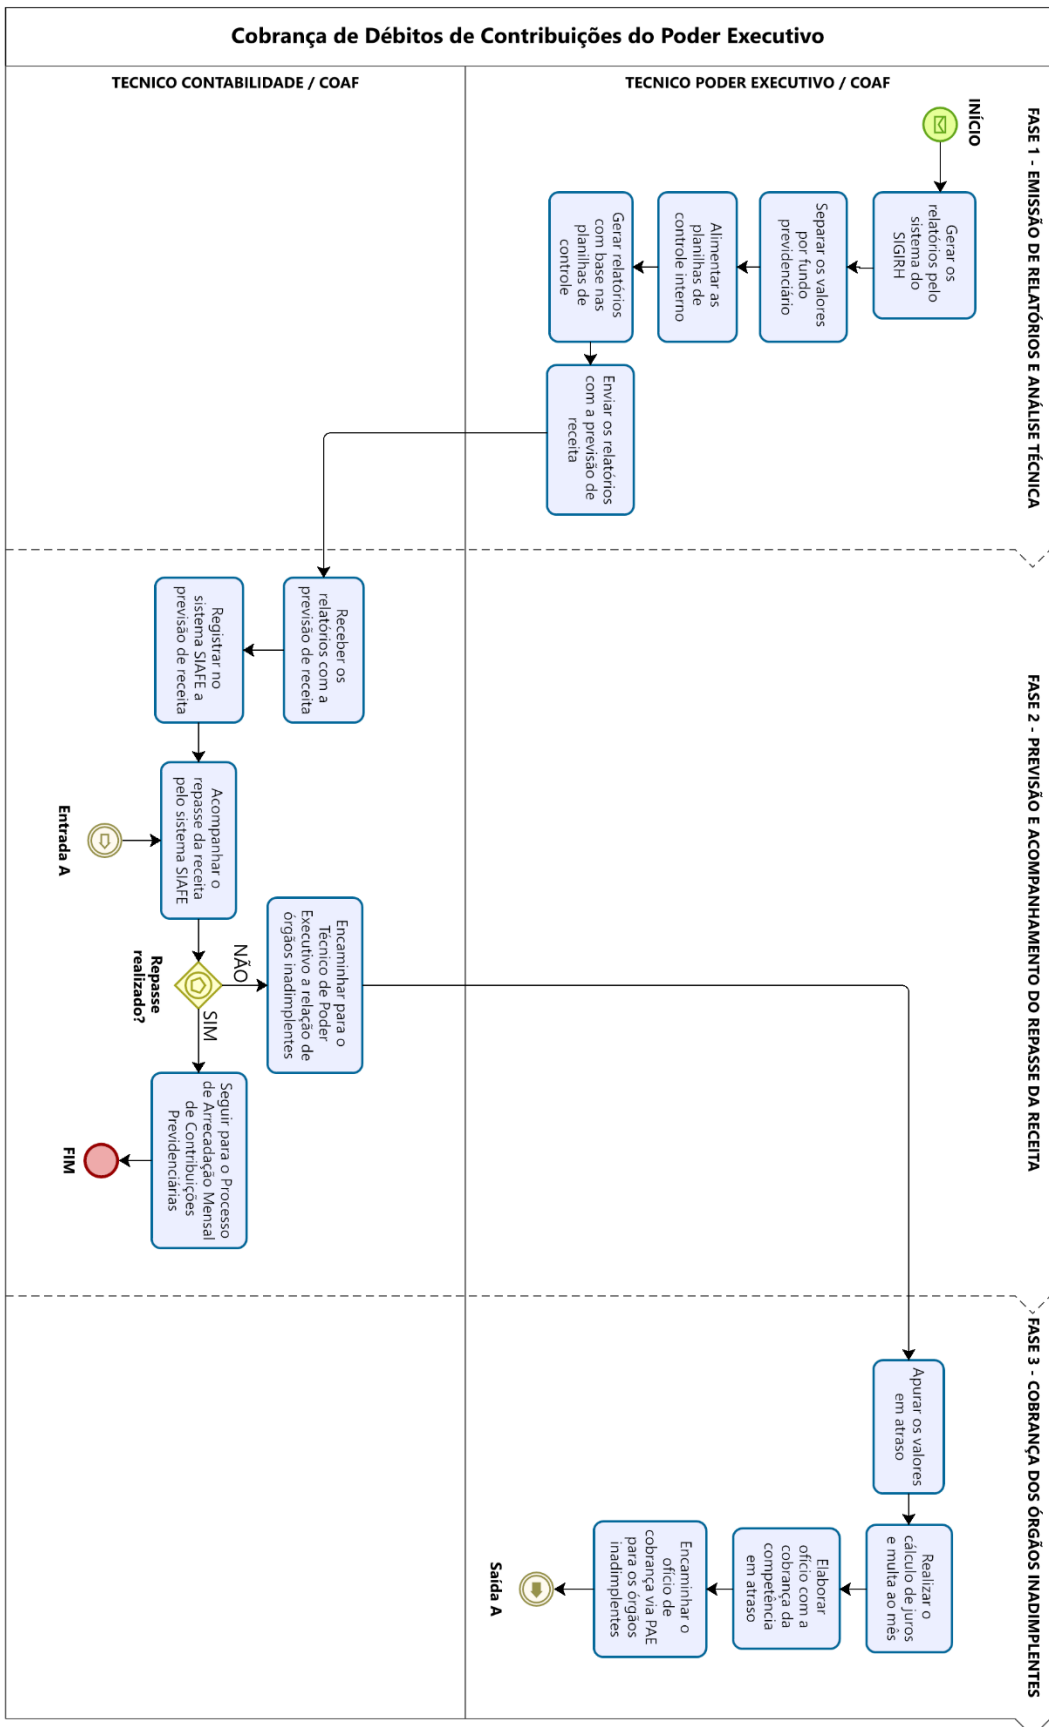 Cobrança de Débitos de Contribuições do Poder Executivo
TECNICO CONTABILIDADE / COAF
TECNICO PODER EXECUTIVO / COAF
FASE 1 - EMISSÃO DE RELATÓRIOS E ANÁLISE TÉCNICA
INÍCIO
Gerar os
relatórios pelo
sistema do
SIGIRH
Separar os valores
por fundo
previdenciário
Alimentar as
planilhas de
controle interno
Gerar relatórios
com base nas
planilhas de
controle
Enviar os relatórios
com a previsão de
receita
FASE 2 - PREVISÃO E ACOMPANHAMENTO DO REPASSE DA RECEITA
Receber os
relatórios com a
previsão de receita
Registrar no
sistema SIAFE a
previsão de receita
Acompanhar o
repasse da receita
pelo sistema SIAFE
Entrada A
Repasse
realizado?
NÃO
SIM
Encaminhar para o
Técnico de Poder
Executivo a relação de
órgãos inadimplentes
Seguir para o Processo
de Arrecadação Mensal
de Contribuições
Previdenciárias
FIM
FASE 3 - COBRANÇA DOS ÓRGÃOS INADIMPLENTES
Apurar os valores
em atraso
Realizar o
cálculo de juros
e multa ao mês
Elaborar
ofício com a
cobrança da
competência
em atraso
Encaminhar o
ofício de
cobrança via PAE
para os órgãos
inadimplentes
Saída A